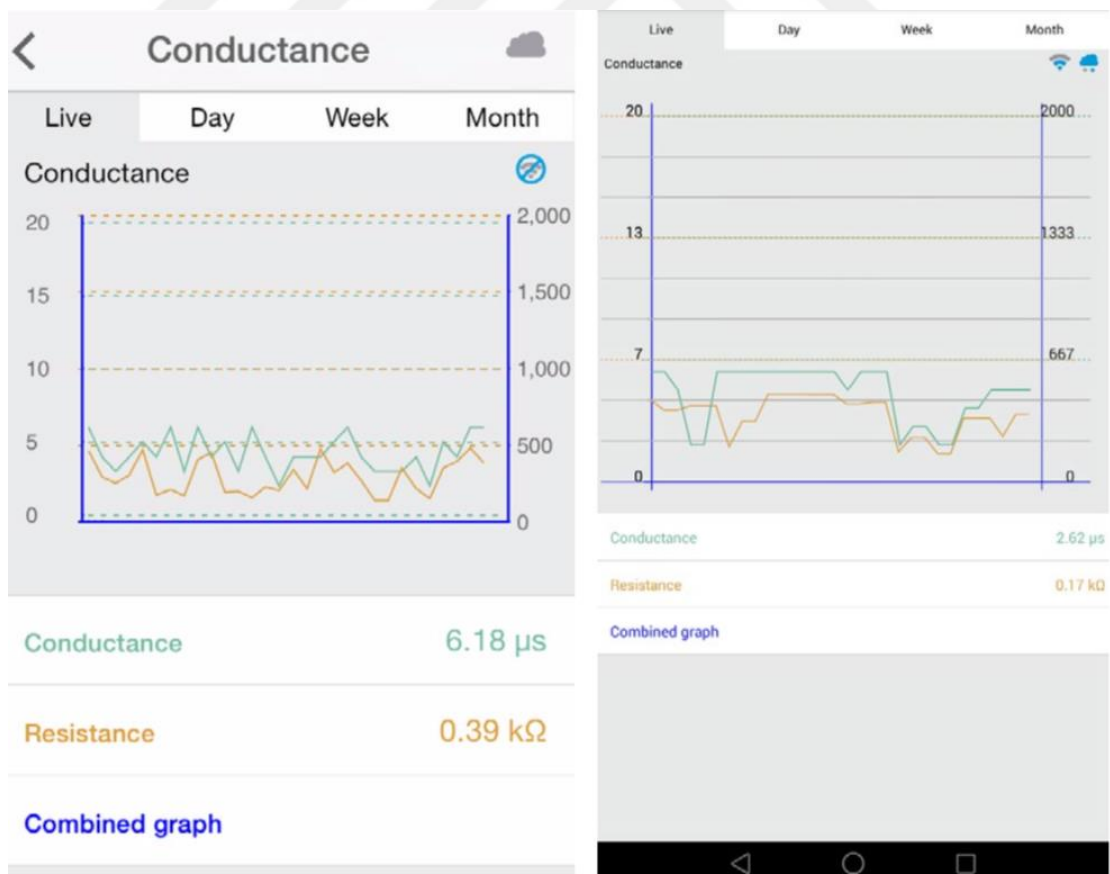 Conductance
Live Day Week Month
Conductance
20 2,000
15 1,500
10 1,000
5 500
0 0
Conductance 6.18 µs
Resistance 0.39 kΩ
Combined graph
Live Day Week Month
Conductance
20 2000
13 1333
7 667
0 0
Conductance 2.62 µs
Resistance 0.17 kΩ
Combined graph